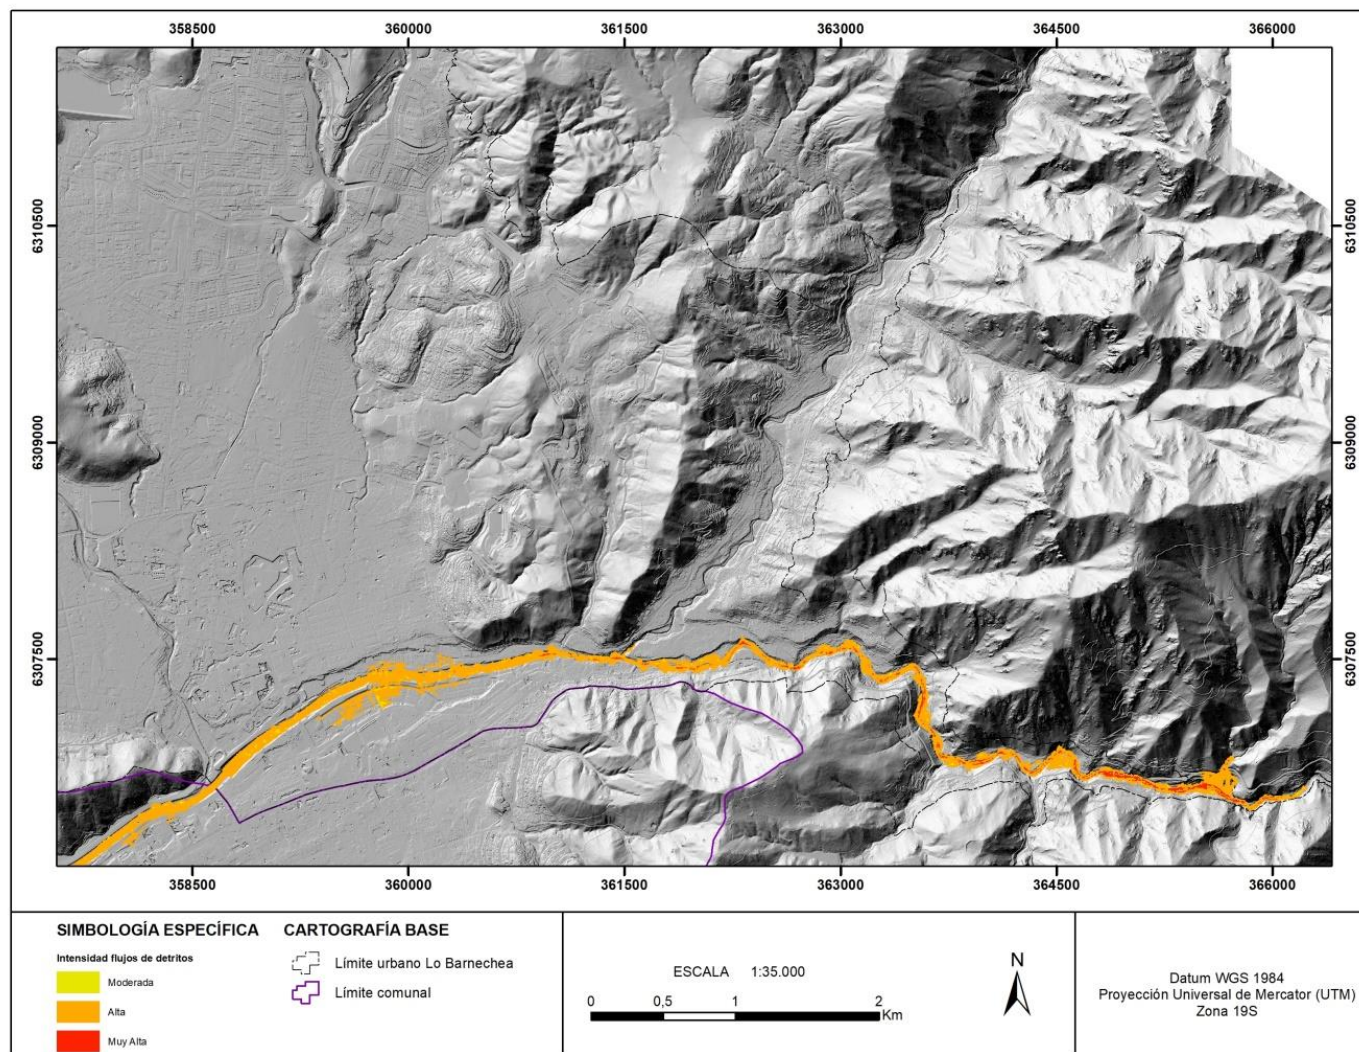 358500 360000 361500 363000 364500 366000
6310500 6310500
6309000 6309000
6307500 6307500
358500 360000 361500 363000 364500 366000
SIMBOLOGÍA ESPECÍFICA
Intensidad flujos de detritos
Moderada
Alta
Muy Alta
CARTOGRAFÍA BASE
Límite urbano Lo Barnechea
Límite comunal
ESCALA 1:35.000
0 0,5 1 2
Km
N
Datum WGS 1984
Proyección Universal de Mercator (UTM)
Zona 19S